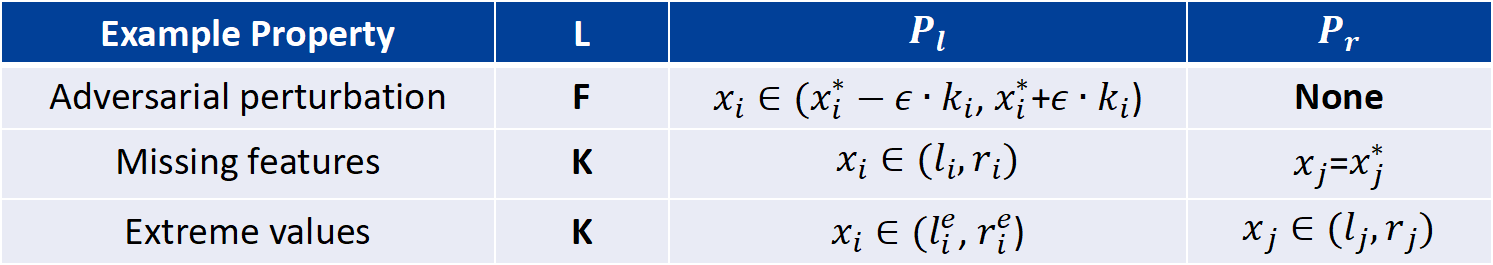 Example Property L P_l P_r
Adversarial perturbation F x_i ∈ (x_i^* − ϵ · k_i, x_i^*+ϵ · k_i) None
Missing features K x_i ∈ (l_i, r_i) x_j=x_j^*
Extreme values K x_i ∈ (l_i^e, r_i^e) x_j ∈ (l_j, r_j)